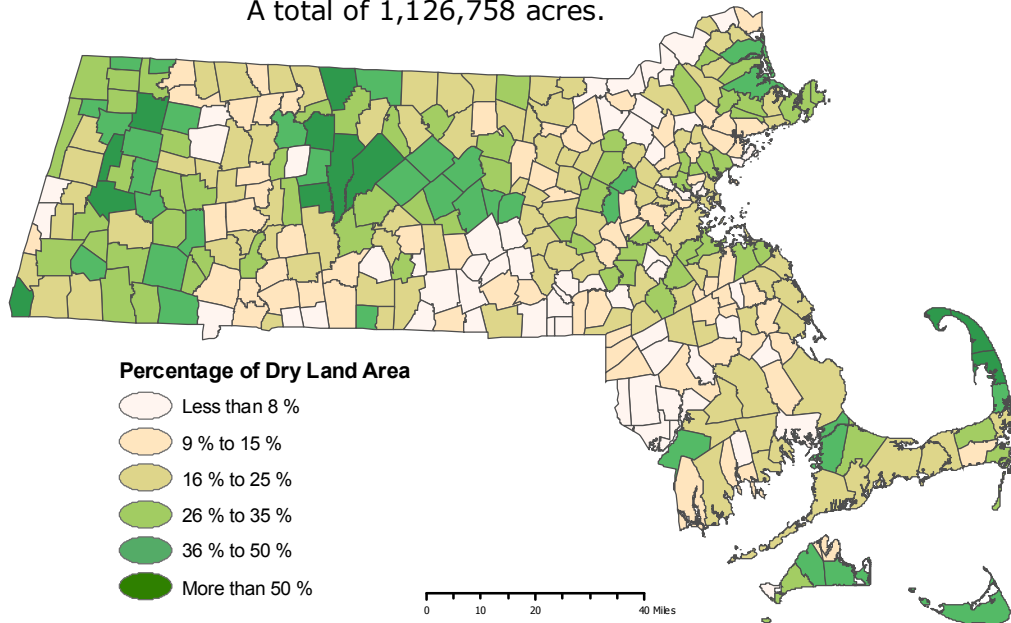 A total of 1,126,758 acres.
Percentage of Dry Land Area
Less than 8 %
9 % to 15 %
16 % to 25 %
26 % to 35 %
36 % to 50 %
More than 50 %
0 10 20 40 Miles